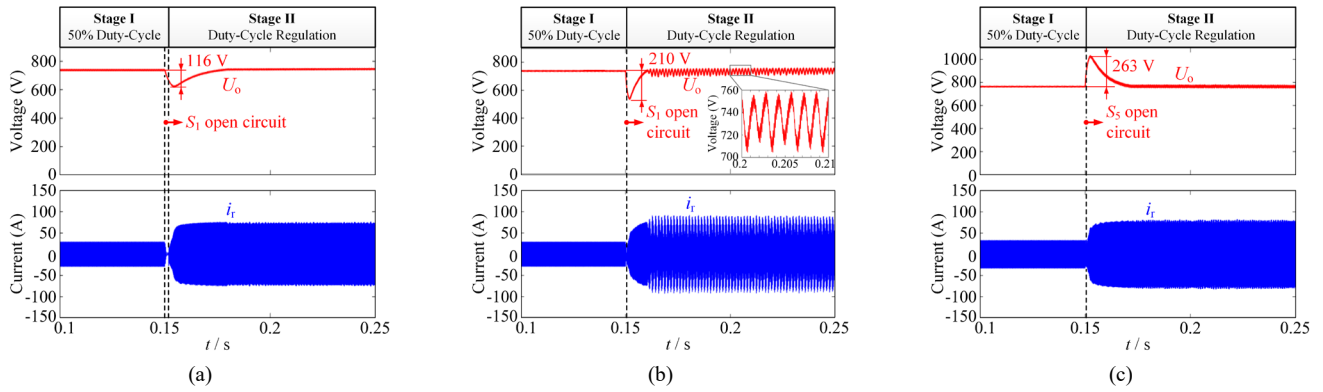 Stage I
50% Duty-Cycle
Stage II
Duty-Cycle Regulation
800
600
400
200
0
Voltage (V)
116 V
Uo
S1 open circuit
150
100
50
0
-50
-100
-150
Current (A)
ir
0.1
0.15
0.2
0.25
t / s
(a)
Stage I
50% Duty-Cycle
Stage II
Duty-Cycle Regulation
800
600
400
200
0
Voltage (V)
210 V
Uo
S1 open
circuit
760
740
720
700
Voltage (V)
0.2
0.205
0.21
150
100
50
0
-50
-100
-150
Current (A)
ir
0.1
0.15
0.2
0.25
t / s
(b)
Stage I
50% Duty-Cycle
Stage II
Duty-Cycle Regulation
1000
800
600
400
200
0
Voltage (V)
263 V
Uo
S5 open
circuit
150
100
50
0
-50
-100
-150
Current (A)
ir
0.1
0.15
0.2
0.25
t / s
(c)